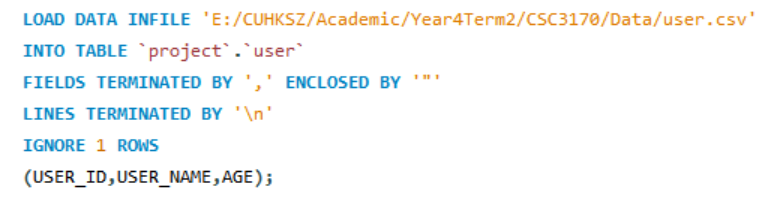 LOAD DATA INFILE 'E:/CUHKSZ/Academic/Year4Term2/CSC3170/Data/user.csv'
INTO TABLE `project`.`user`
FIELDS TERMINATED BY ',' ENCLOSED BY '"'
LINES TERMINATED BY '\n'
IGNORE 1 ROWS
(USER_ID,USER_NAME,AGE);